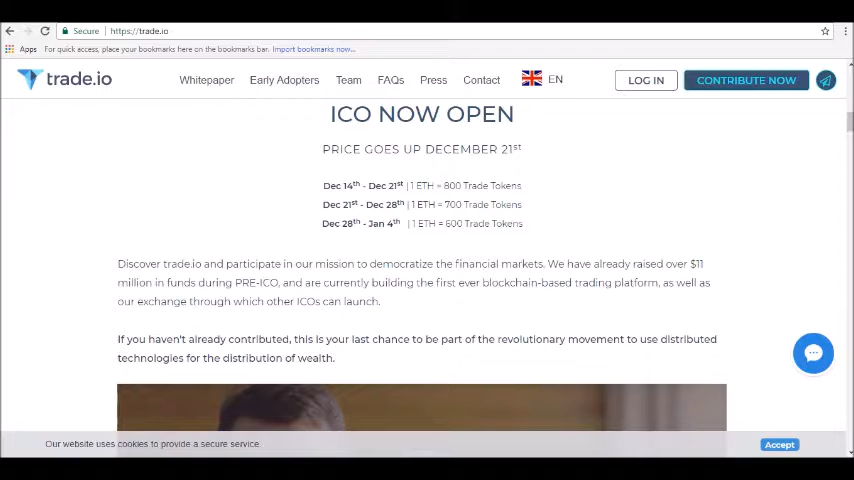 Secure https://trade.io
Apps For quick access, place your bookmarks here on the bookmarks bar. Import bookmarks now...
trade.io Whitepaper Early Adopters Team FAQs Press Contact EN LOG IN CONTRIBUTE NOW
ICO NOW OPEN
PRICE GOES UP DECEMBER 21st
Dec 14th - Dec 21st | 1 ETH = 800 Trade Tokens
Dec 21st - Dec 28th | 1 ETH = 700 Trade Tokens
Dec 28th - Jan 4th | 1 ETH = 600 Trade Tokens
Discover trade.io and participate in our mission to democratize the financial markets. We have already raised over $11
million in funds during PRE-ICO, and are currently building the first ever blockchain-based trading platform, as well as
our exchange through which other ICOs can launch.
If you haven't already contributed, this is your last chance to be part of the revolutionary movement to use distributed
technologies for the distribution of wealth.
Our website uses cookies to provide a secure service. Accept